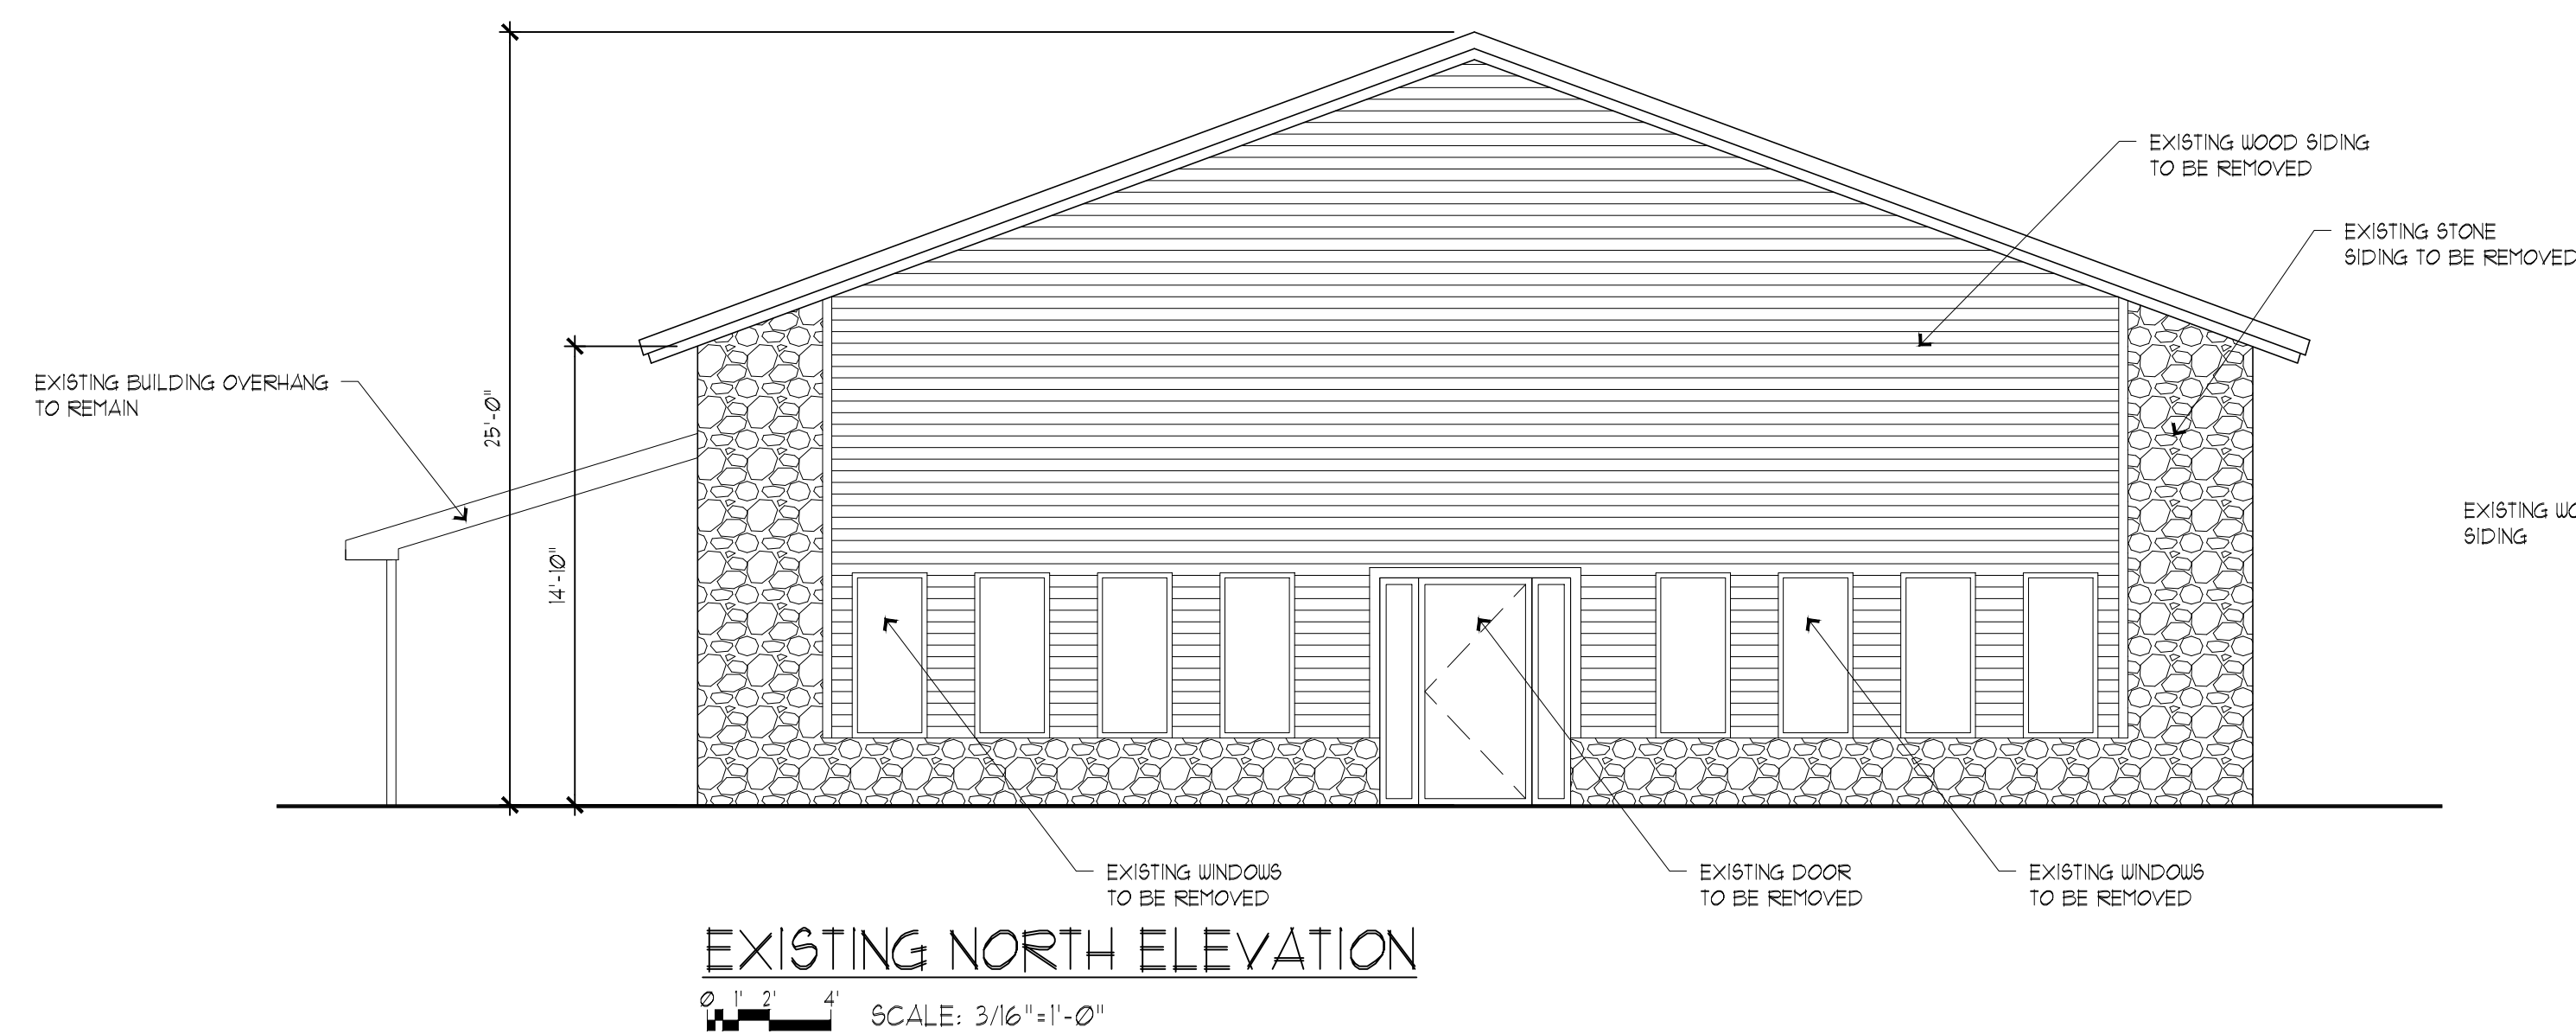 EXISTING WOOD SIDING
TO BE REMOVED
EXISTING STONE
SIDING TO BE REMOVED
EXISTING BUILDING OVERHANG
TO REMAIN
25'-0"
14'-10"
EXISTING
SIDING
EXISTING WINDOWS
TO BE REMOVED
EXISTING DOOR
TO BE REMOVED
EXISTING WINDOWS
TO BE REMOVED
EXISTING NORTH ELEVATION
0 1' 2' 4'
SCALE: 3/16"=1'-0"